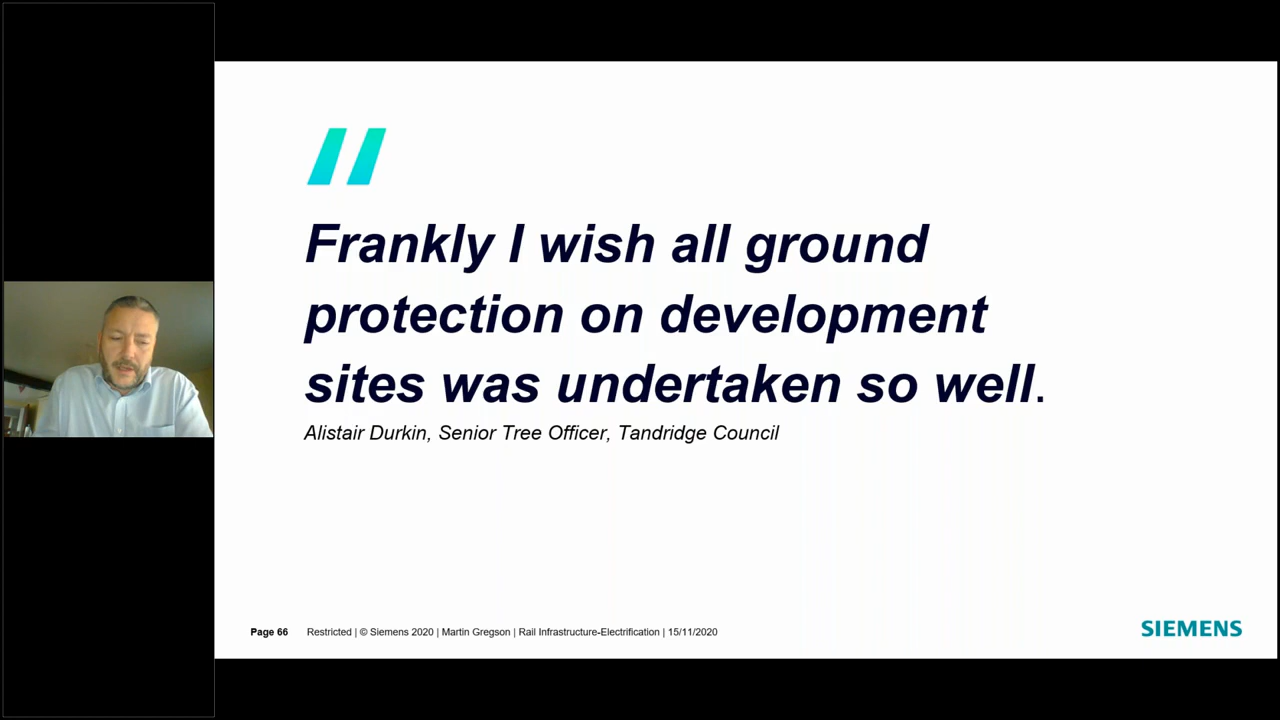 Frankly I wish all ground
protection on development
sites was undertaken so well.
Alistair Durkin, Senior Tree Officer, Tandridge Council
Page 66 Restricted | © Siemens 2020 | Martin Gregson | Rail Infrastructure-Electrification | 15/11/2020
SIEMENS